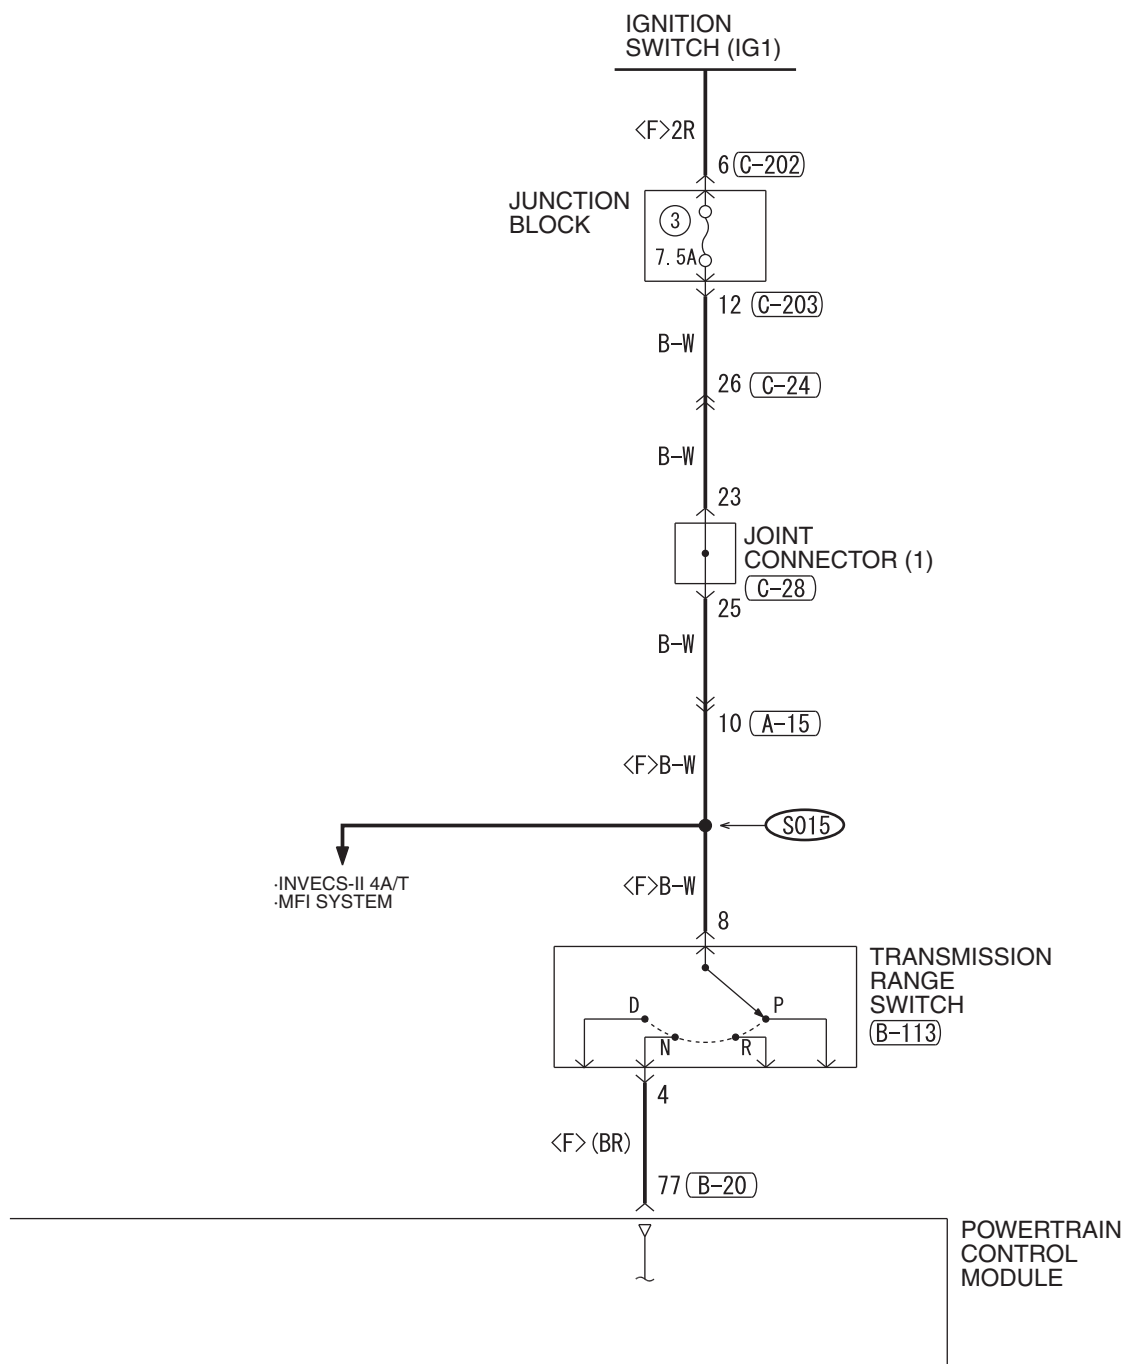 IGNITION
SWITCH (IG1)
<F>2R
6 C-202
JUNCTION
BLOCK
3
7.5A
12 C-203
B-W
26 C-24
B-W
23
JOINT
CONNECTOR (1)
C-28
25
B-W
10 A-15
<F>B-W
S015
·INVECS-II 4A/T
·MFI SYSTEM
<F>B-W
8
TRANSMISSION
RANGE
SWITCH
B-113
D
P
N
R
4
<F>(BR)
77 B-20
POWERTRAIN
CONTROL
MODULE